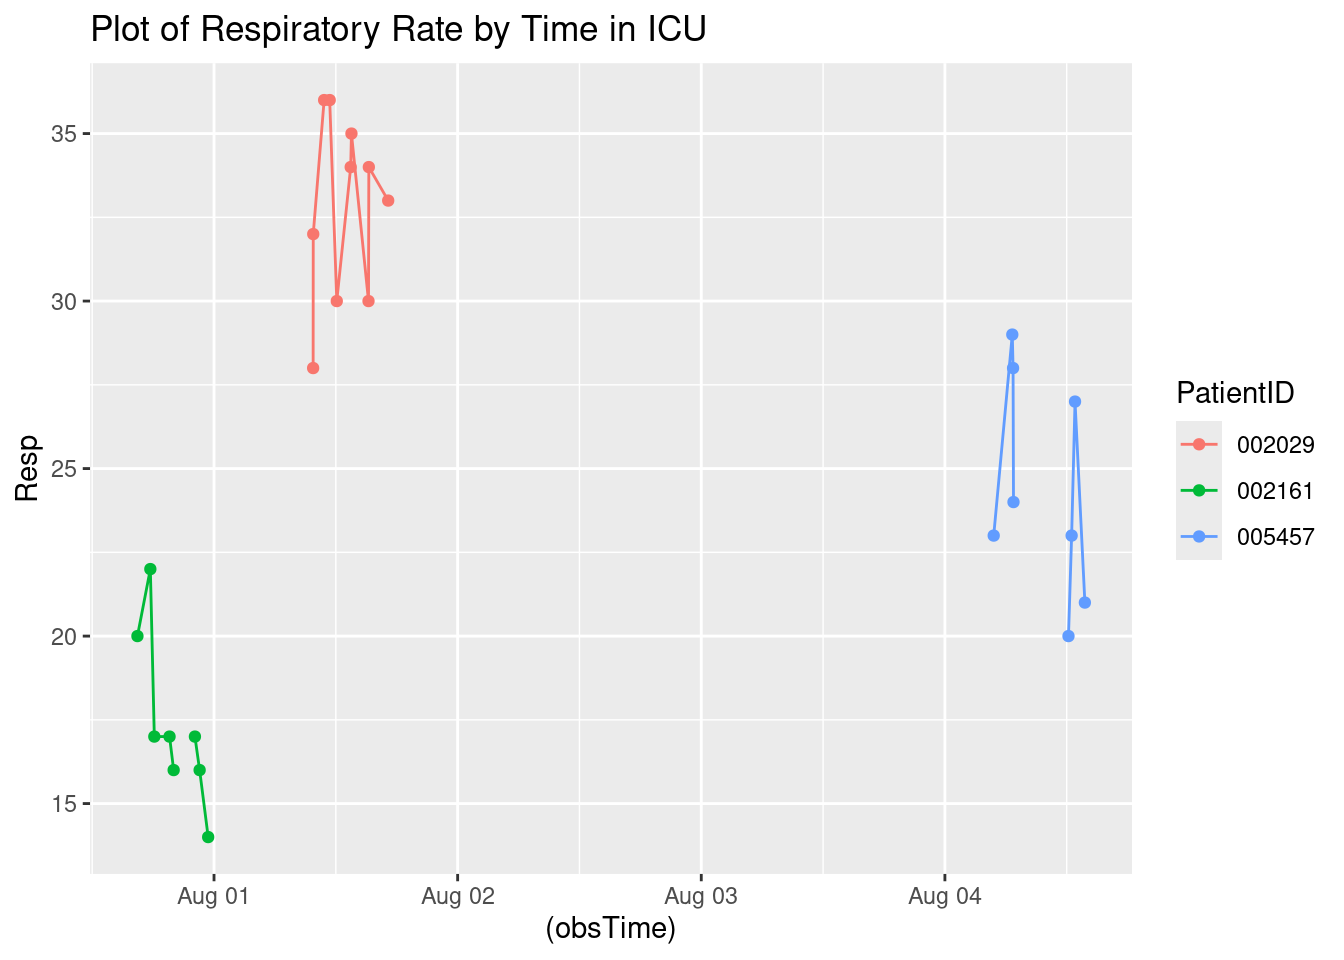 Plot of Respiratory Rate by Time in ICU
35
30
25
20
15
Resp
Aug 01
Aug 02
Aug 03
Aug 04
(obsTime)
PatientID
002029
002161
005457